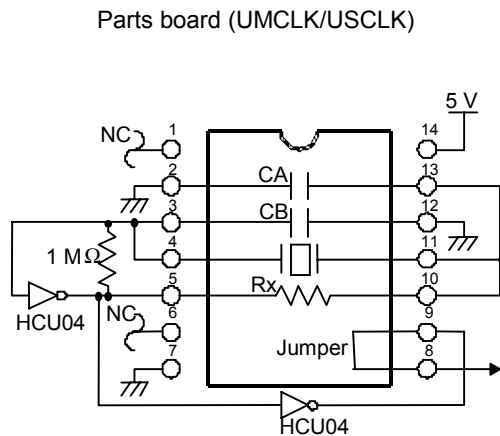 Parts board (UMCLK/USCLK)
5 V
NC
1
14
2
CA
13
3
CB
12
1 MΩ
4
11
5
Rx
10
HCU04
NC
6
9
Jumper
7
8
HCU04